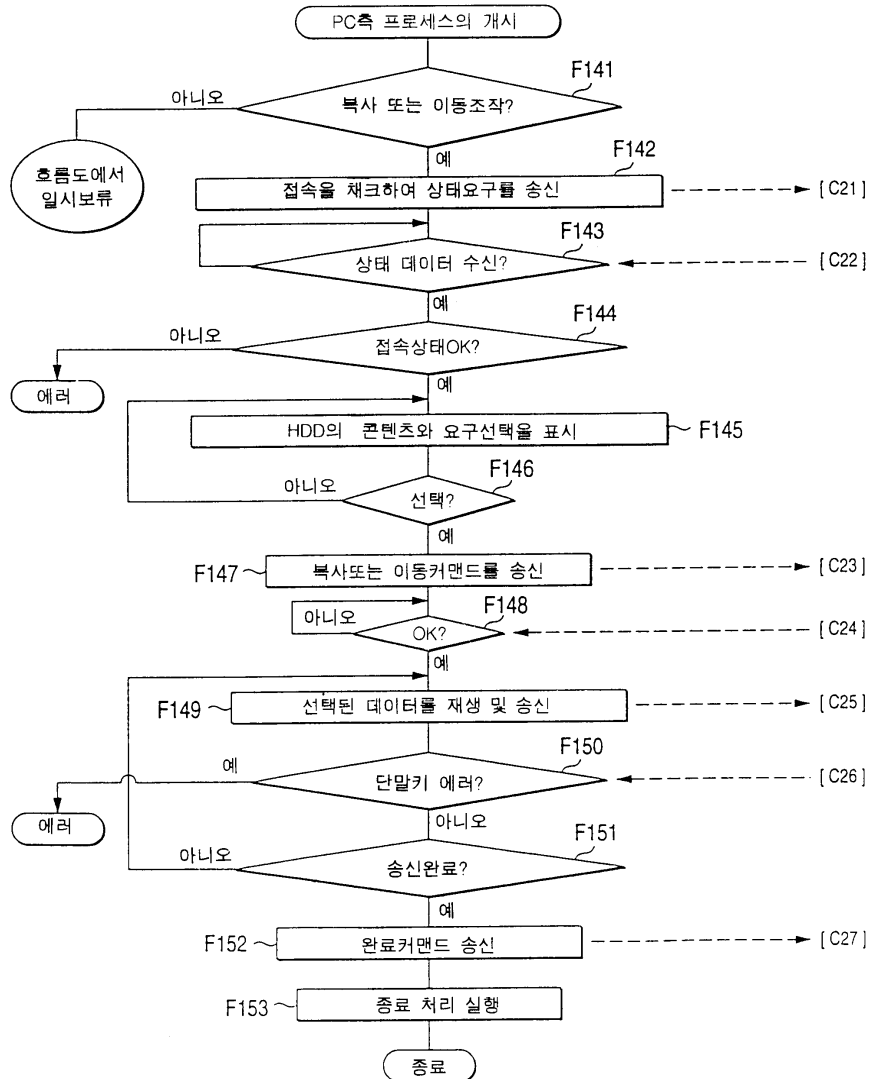 PC측 프로세스의 개시
F141
아니오
복사 또는 이동조작?
예
흐름도에서
일시보류
F142
접속을 채크하여 상태요구를 송신
[C21]
F143
상태 데이터 수신?
[C22]
예
F144
아니오
접속상태OK?
에러
예
HDD의 콘텐츠와 요구선택을 표시
F145
F146
아니오
선택?
예
F147
복사또는 이동커맨드를 송신
[C23]
F148
아니오
OK?
[C24]
예
F149
선택된 데이터를 재생 및 송신
[C25]
F150
예
단말키 에러?
[C26]
에러
아니오
F151
아니오
송신완료?
예
F152
완료커맨드 송신
[C27]
F153
종료 처리 실행
종료